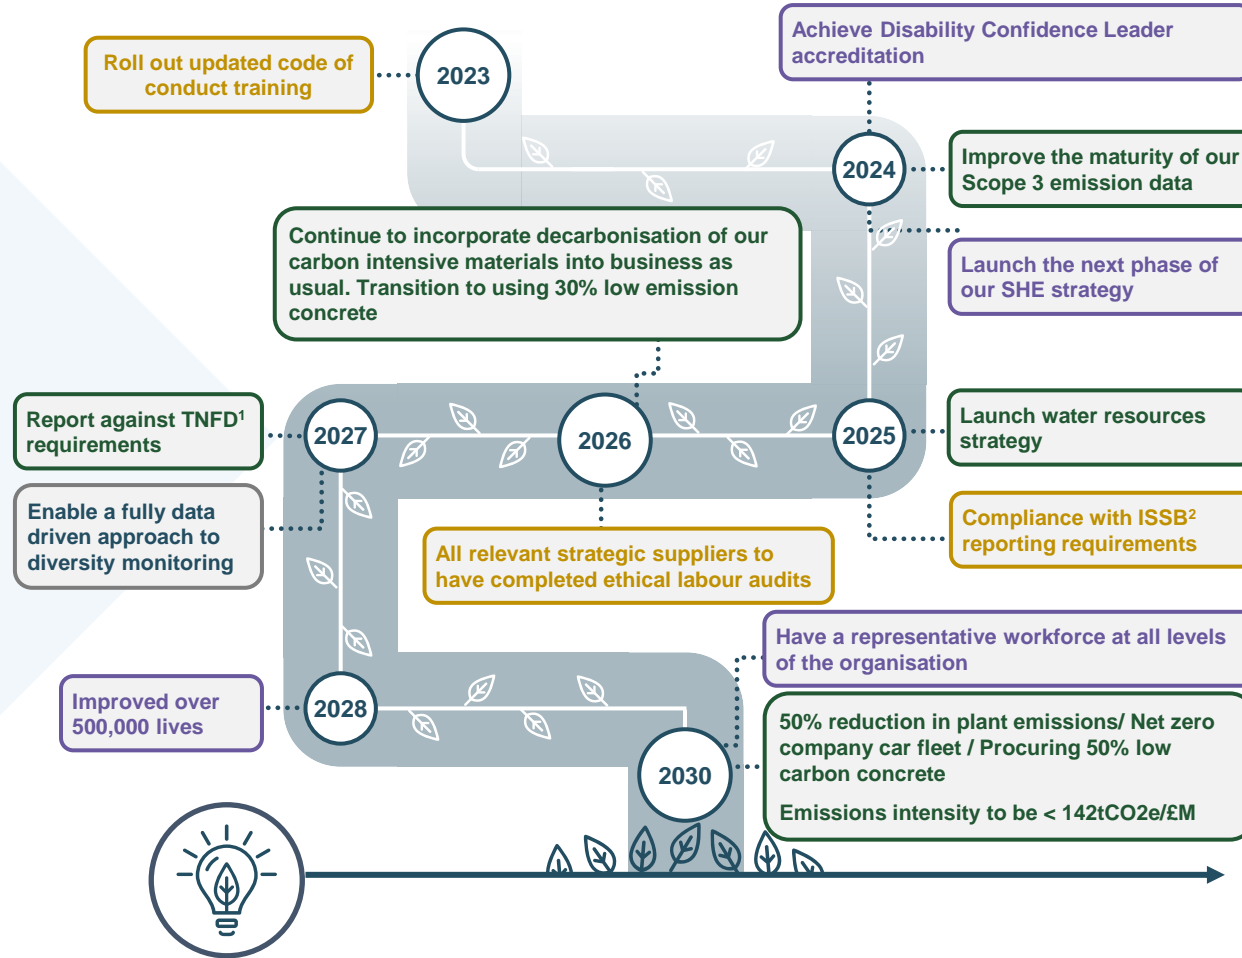 Roll out updated code of
conduct training
2023
Achieve Disability Confidence Leader
accreditation
2024
Improve the maturity of our
Scope 3 emission data
Launch the next phase of
our SHE strategy
Continue to incorporate decarbonisation of our
carbon intensive materials into business as
usual. Transition to using 30% low emission
concrete
Report against TNFD¹
requirements
2027
2026
2025
Launch water resources
strategy
Enable a fully data
driven approach to
diversity monitoring
All relevant strategic suppliers to
have completed ethical labour audits
Compliance with ISSB²
reporting requirements
Have a representative workforce at all levels
of the organisation
Improved over
500,000 lives
2028
2030
50% reduction in plant emissions/ Net zero
company car fleet / Procuring 50% low
carbon concrete
Emissions intensity to be < 142tCO2e/£M